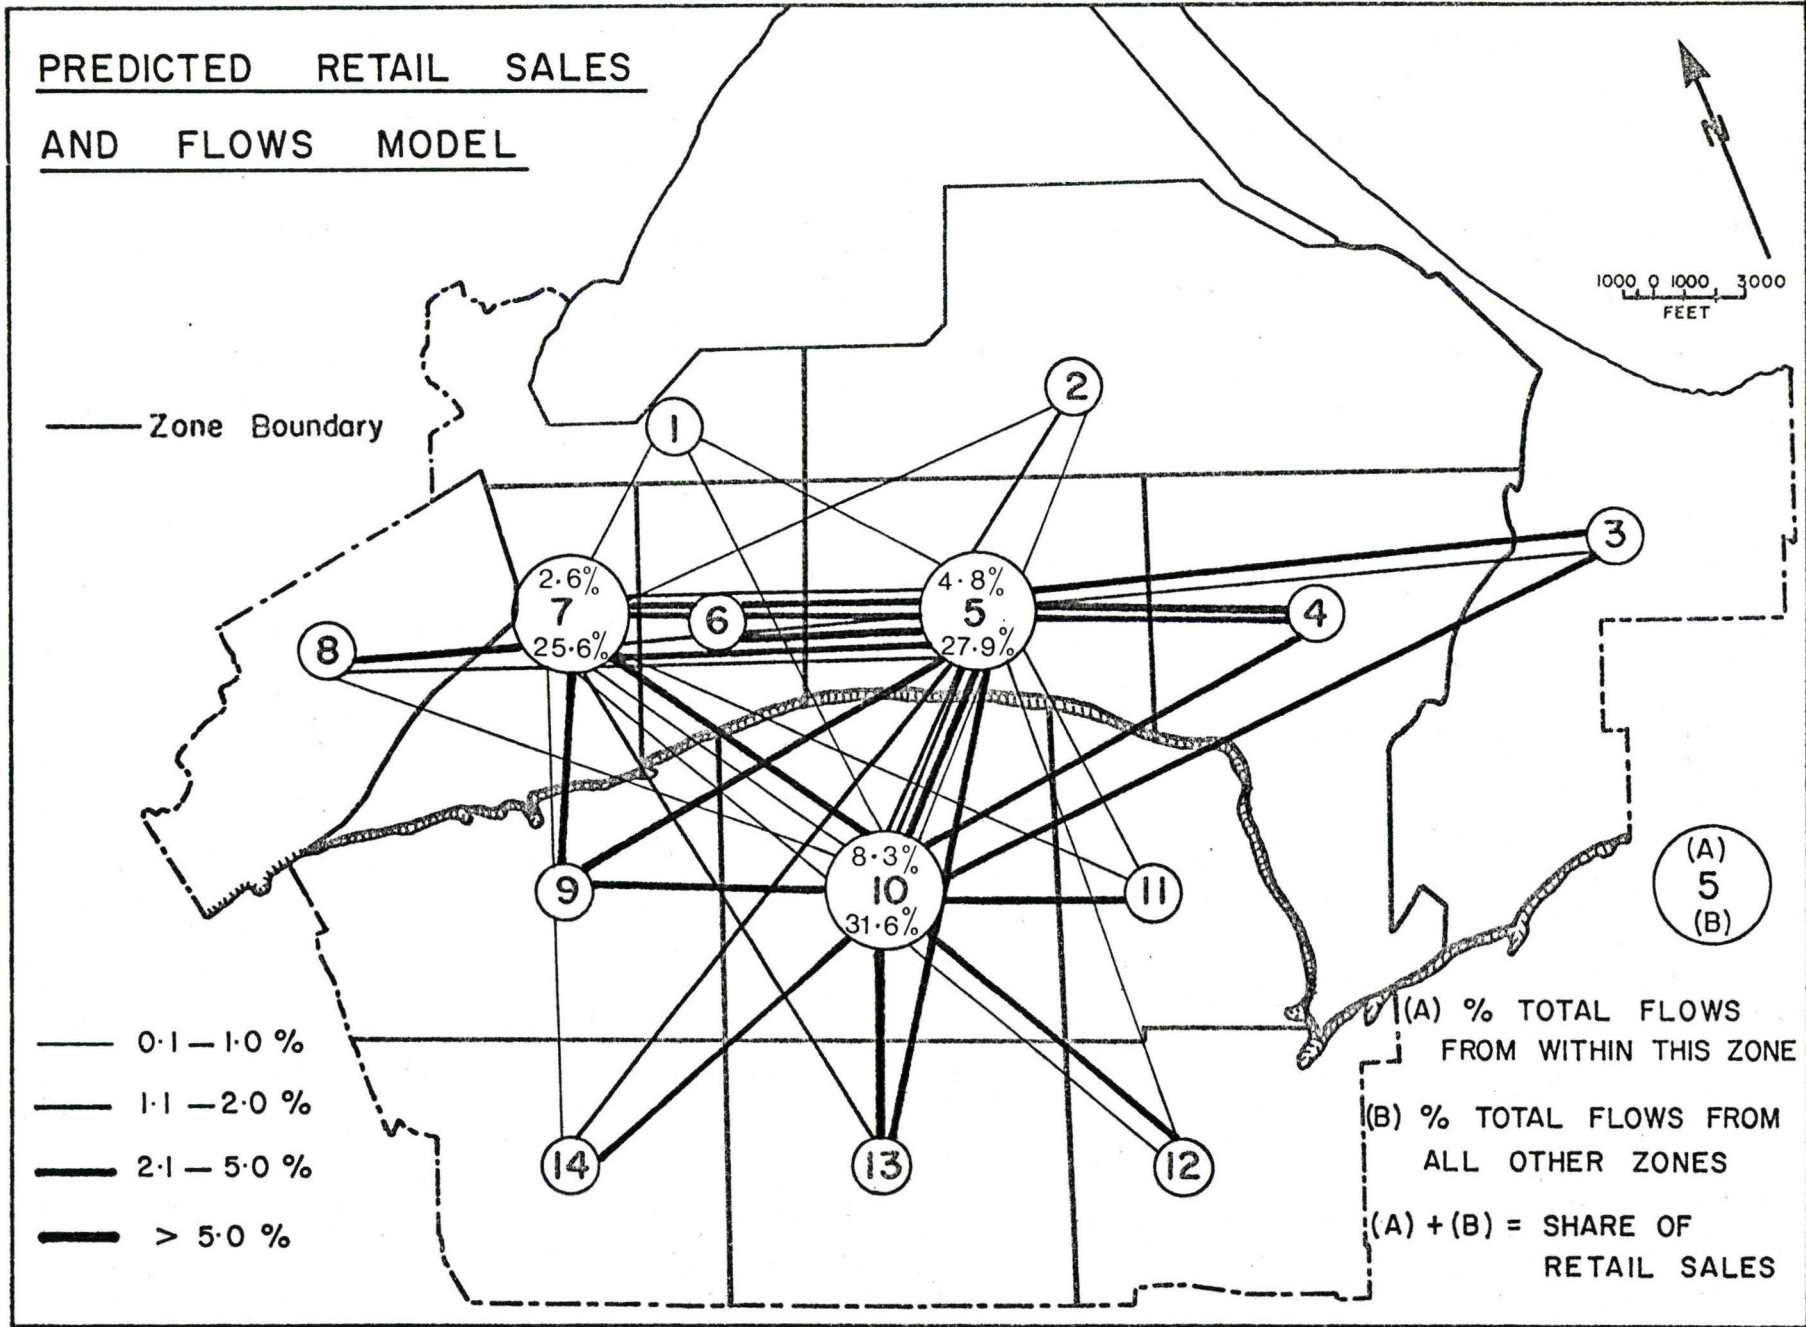 PREDICTED RETAIL SALES
AND FLOWS MODEL
N
1000 0 1000 3000
FEET
Zone Boundary
1
2
3
2·6%
7
25·6%
6
4·8%
5
27·9%
4
8
9
8·3%
10
31·6%
11
(A)
5
(B)
14
13
12
0·1 – 1·0 %
1·1 – 2·0 %
2·1 – 5·0 %
> 5·0 %
(A) % TOTAL FLOWS
FROM WITHIN THIS ZONE
(B) % TOTAL FLOWS FROM
ALL OTHER ZONES
(A) + (B) = SHARE OF
RETAIL SALES